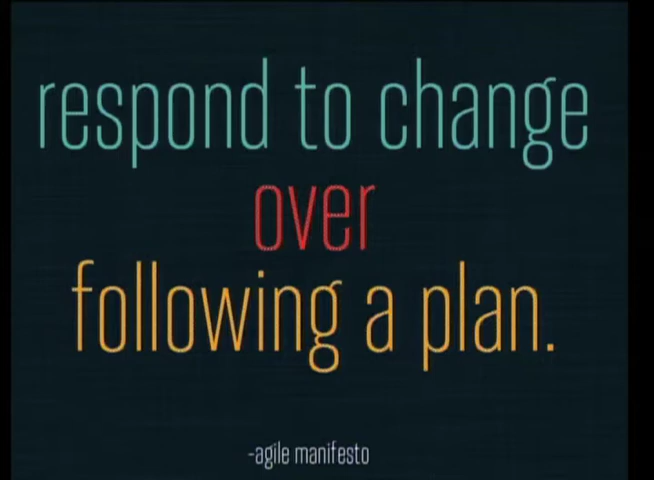 respond to change
over
following a plan.
-agile manifesto